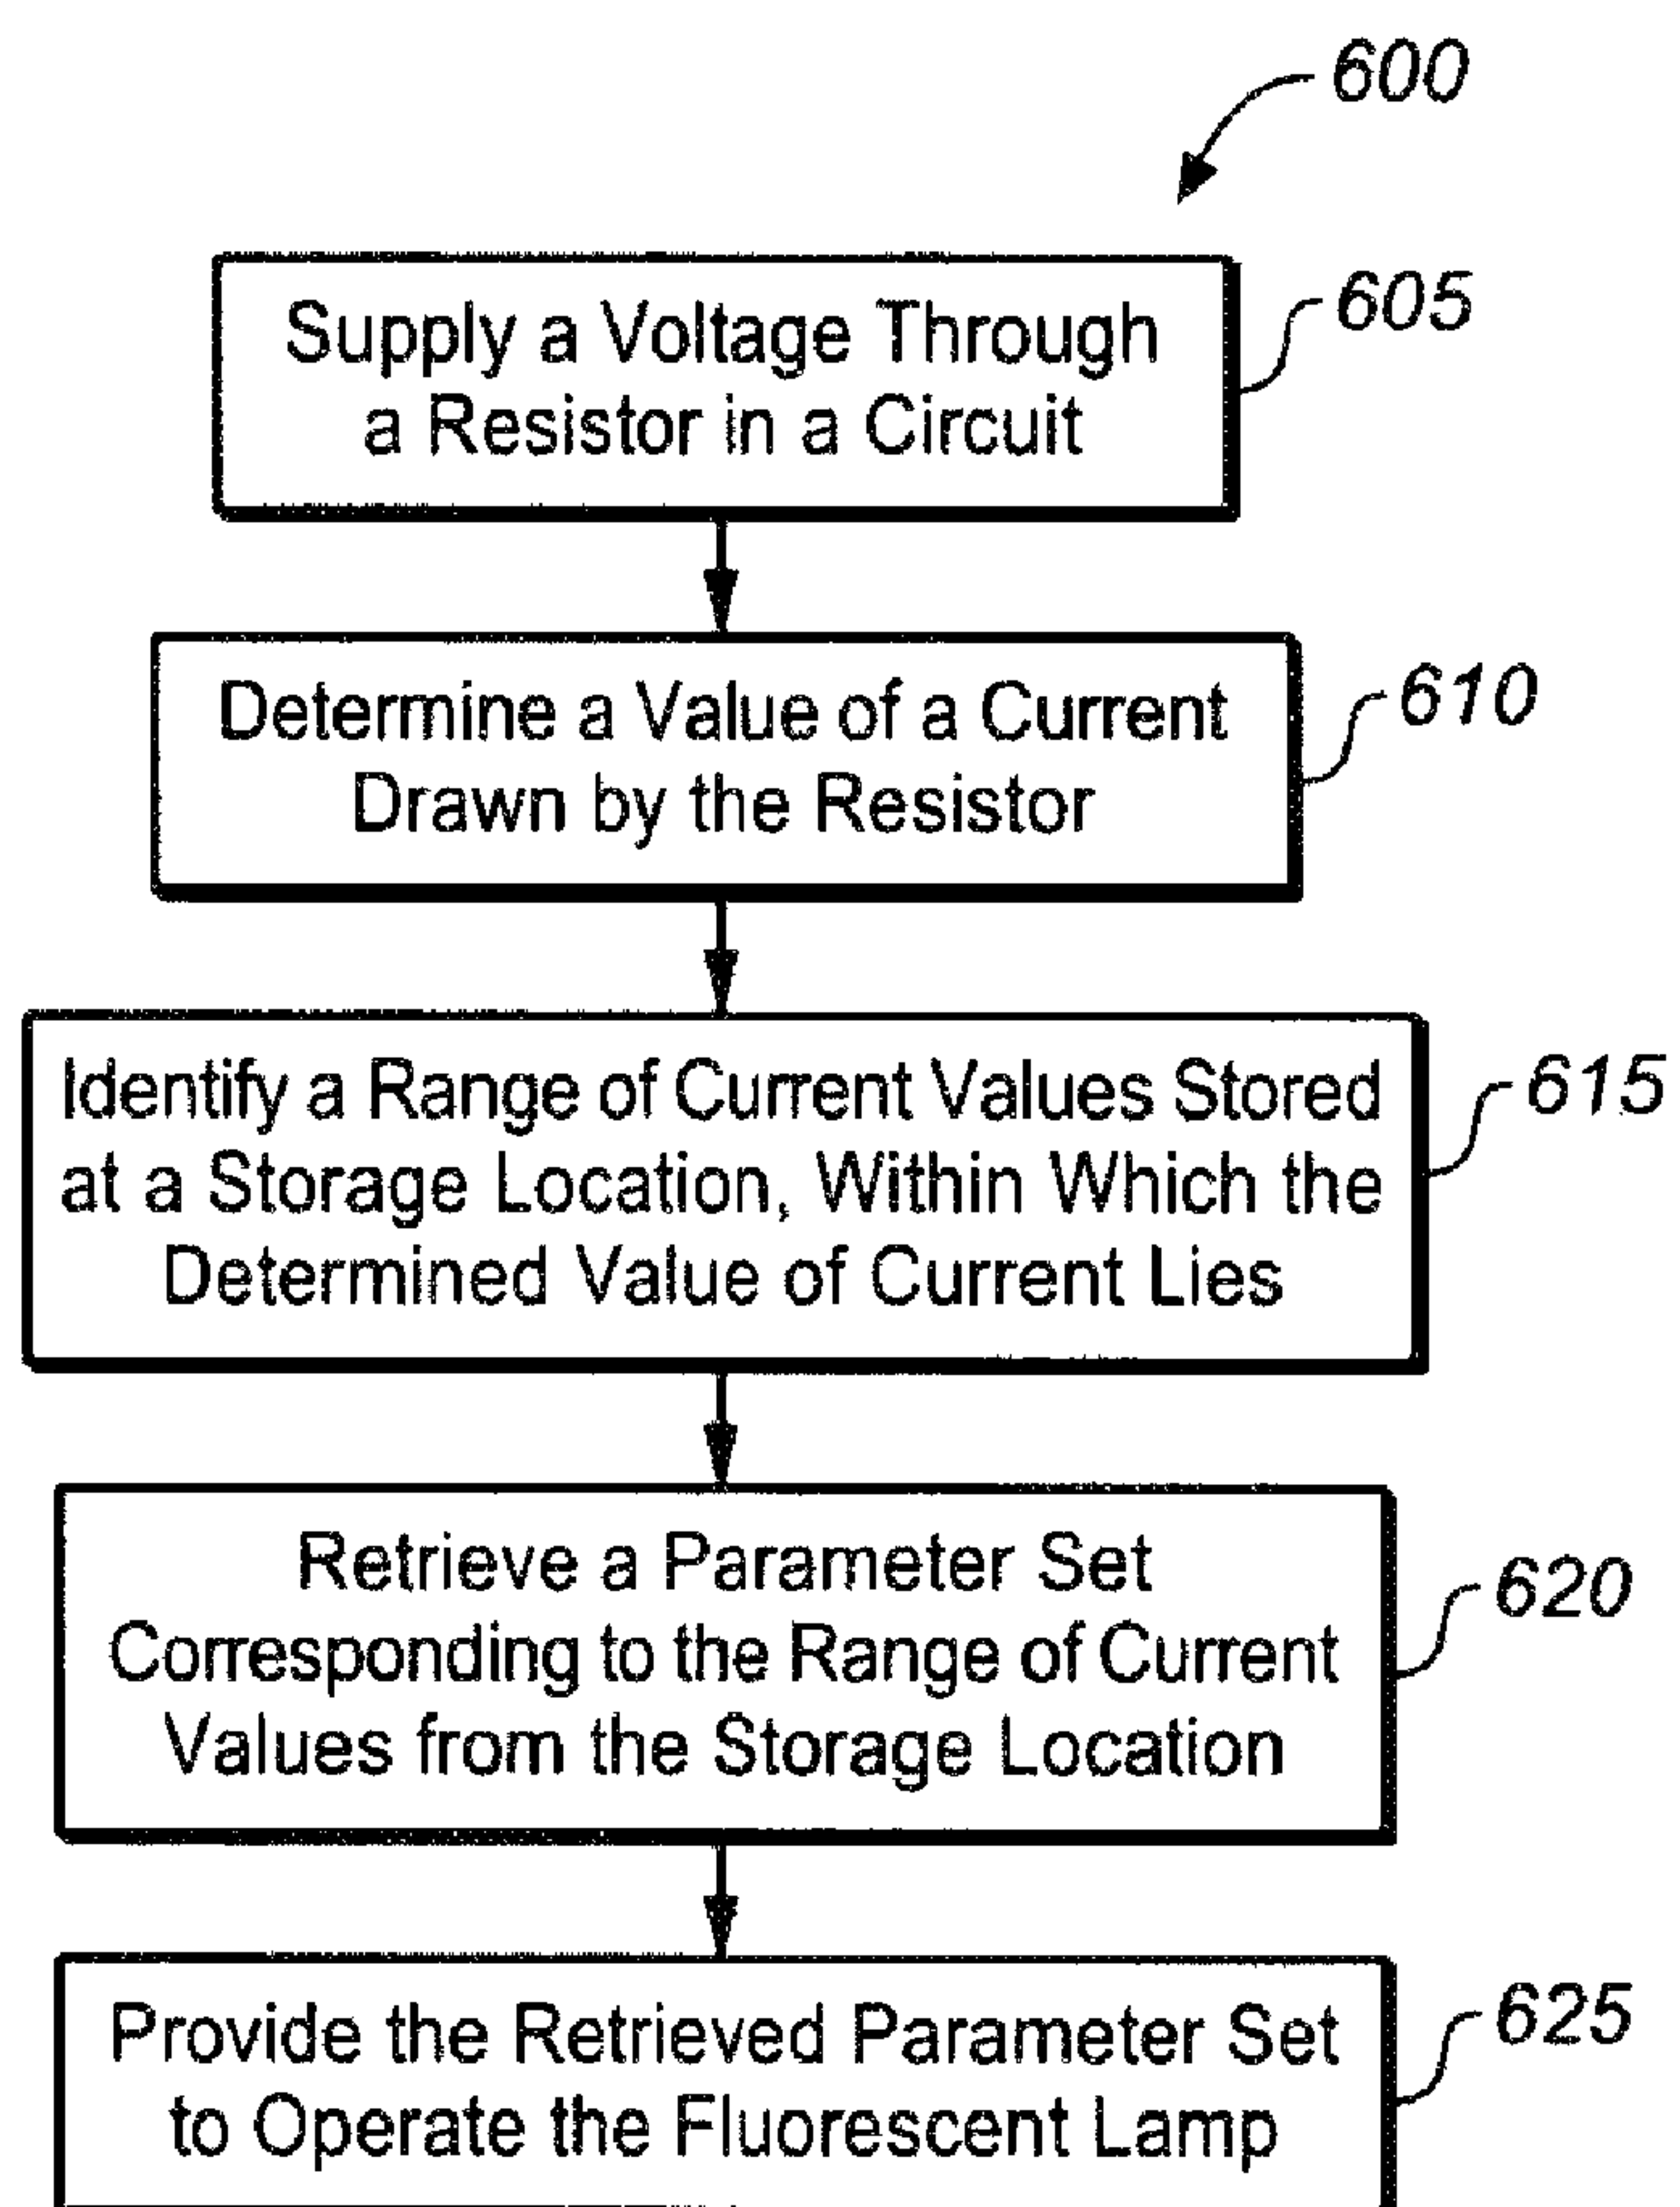 600
Supply a Voltage Through
a Resistor in a Circuit
605
Determine a Value of a Current
Drawn by the Resistor
610
Identify a Range of Current Values Stored
at a Storage Location, Within Which the
Determined Value of Current Lies
615
Retrieve a Parameter Set
Corresponding to the Range of Current
Values from the Storage Location
620
Provide the Retrieved Parameter Set
to Operate the Fluorescent Lamp
625